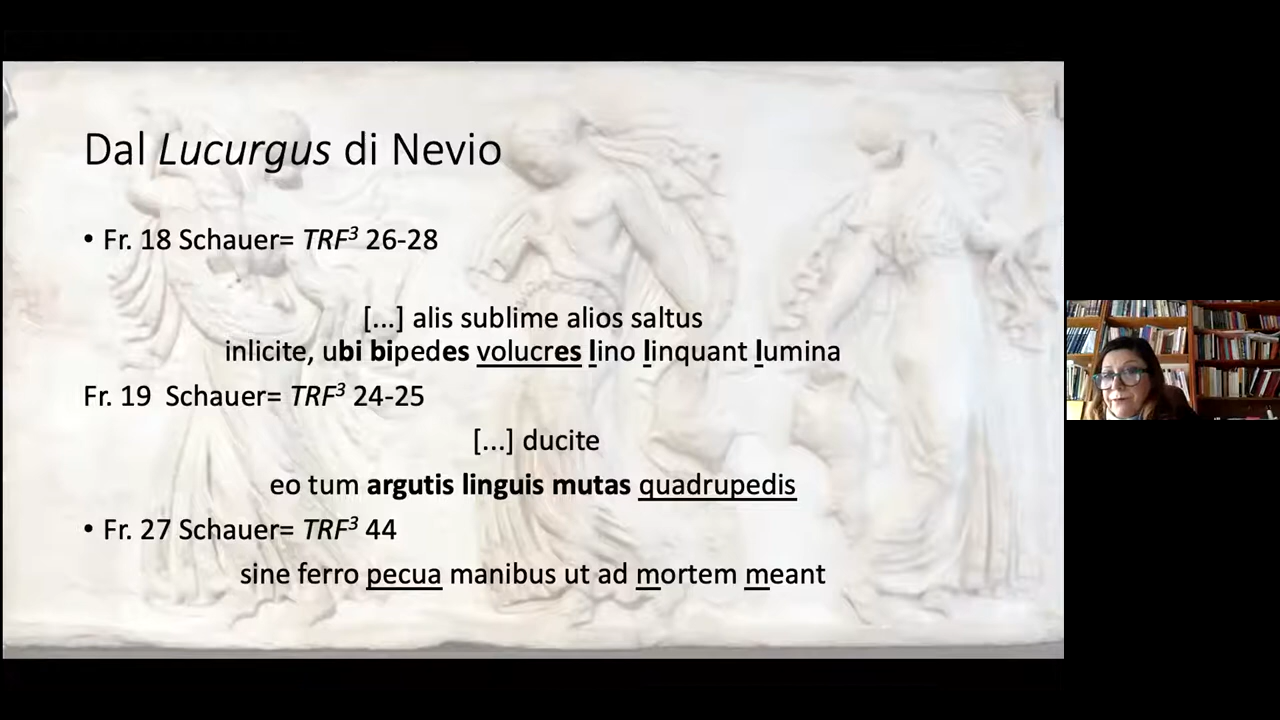 Dal Lucurgus di Nevio
• Fr. 18 Schauer= TRF³ 26-28
[...] alis sublime alios saltus
inlicite, ubi bipedes volucres lino linquant lumina
Fr. 19 Schauer= TRF³ 24-25
[...] ducite
eo tum argutis linguis mutas quadrupedis
• Fr. 27 Schauer= TRF³ 44
sine ferro pecua manibus ut ad mortem meant